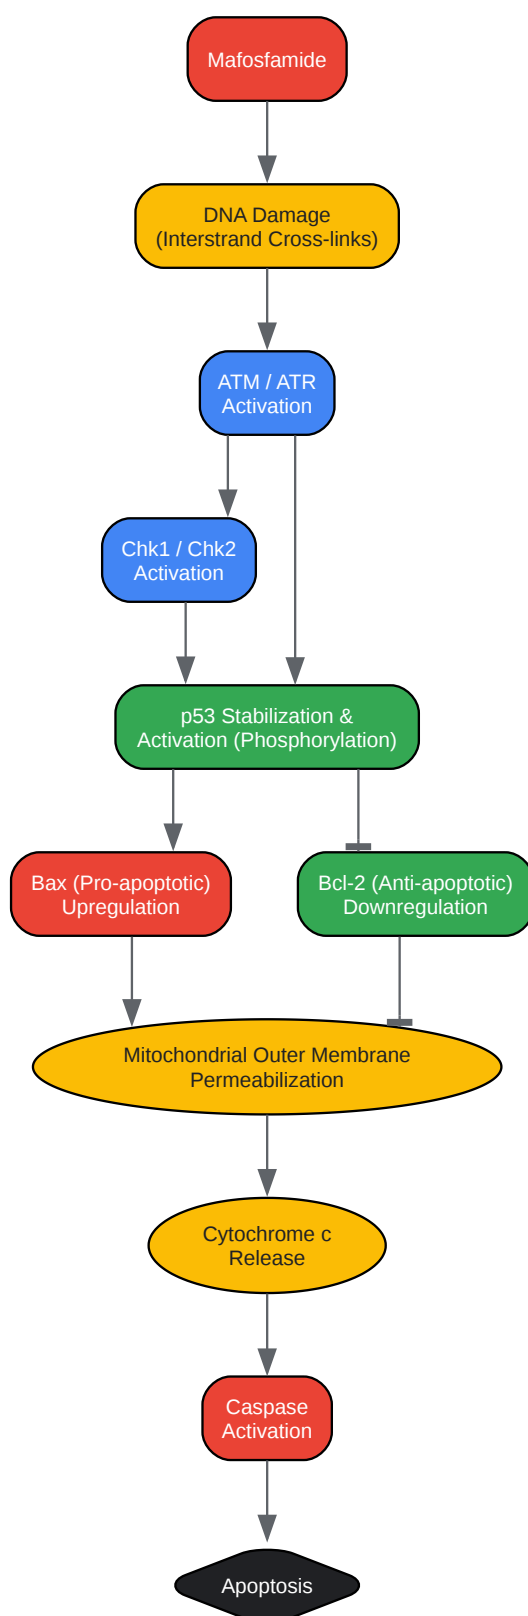 Mafosfamide
DNA Damage
(Interstrand Cross-links)
ATM / ATR
Activation
Chk1 / Chk2
Activation
p53 Stabilization &
Activation (Phosphorylation)
Bax (Pro-apoptotic)
Upregulation
Bcl-2 (Anti-apoptotic)
Downregulation
Mitochondrial Outer Membrane
Permeabilization
Cytochrome c
Release
Caspase
Activation
Apoptosis